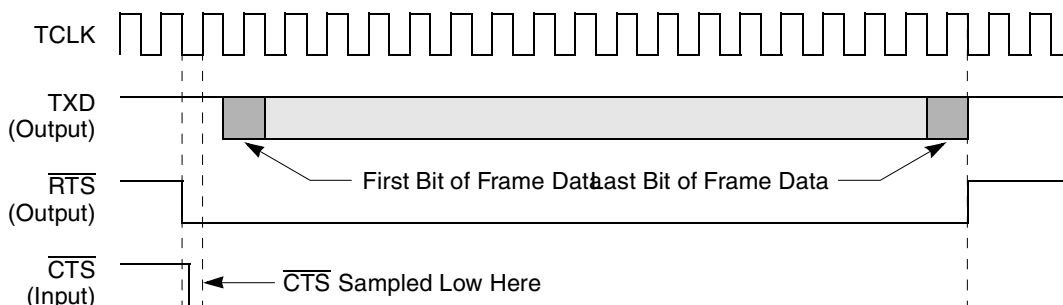 TCLK
TXD
(Output)
First Bit of Frame Data
Last Bit of Frame Data
RTS
(Output)
CTS
(Input)
CTS Sampled Low Here